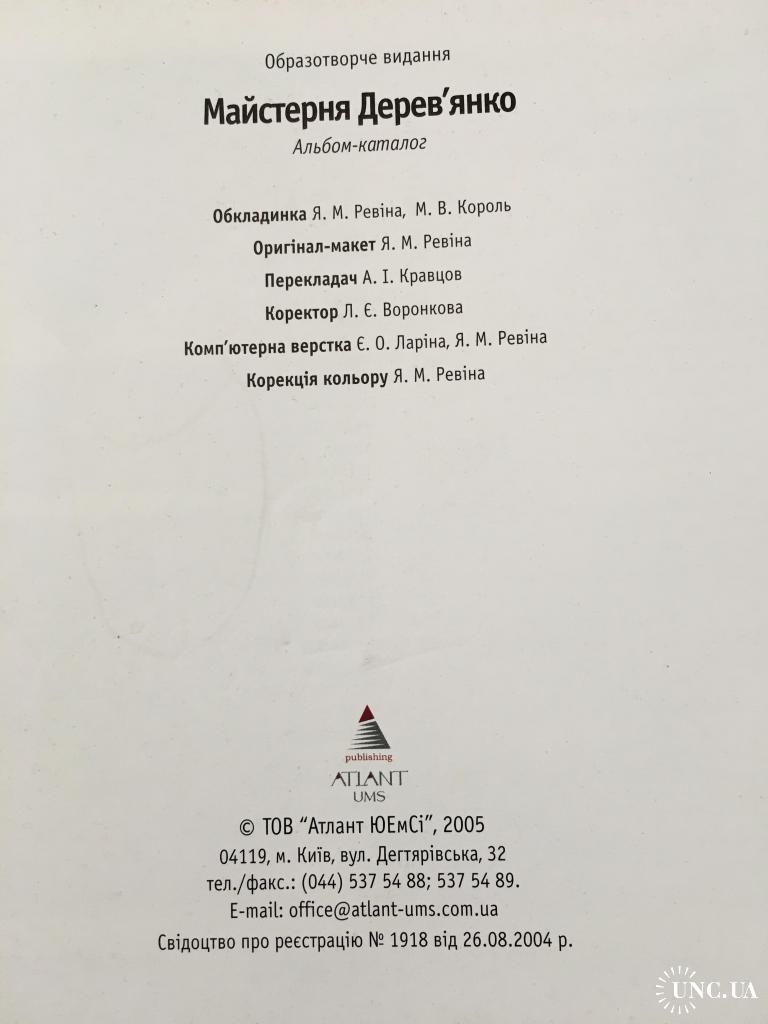 Образотворче видання
Майстерня Дерев'янко
Альбом-каталог
Обкладинка Я. М. Ревіна, М. В. Король
Оригінал-макет Я. М. Ревіна
Перекладач А. І. Кравцов
Коректор Л. Є. Воронкова
Комп'ютерна верстка Є. О. Ларіна, Я. М. Ревіна
Корекція кольору Я. М. Ревіна
publishing
ATLANT
UMS
© ТОВ "Атлант ЮЕмСі", 2005
04119, м. Київ, вул. Дегтярівська, 32
тел./факс.: (044) 537 54 88; 537 54 89.
E-mail: office@atlant-ums.com.ua
Свідоцтво про реєстрацію № 1918 від 26.08.2004 р.
UNC.UA